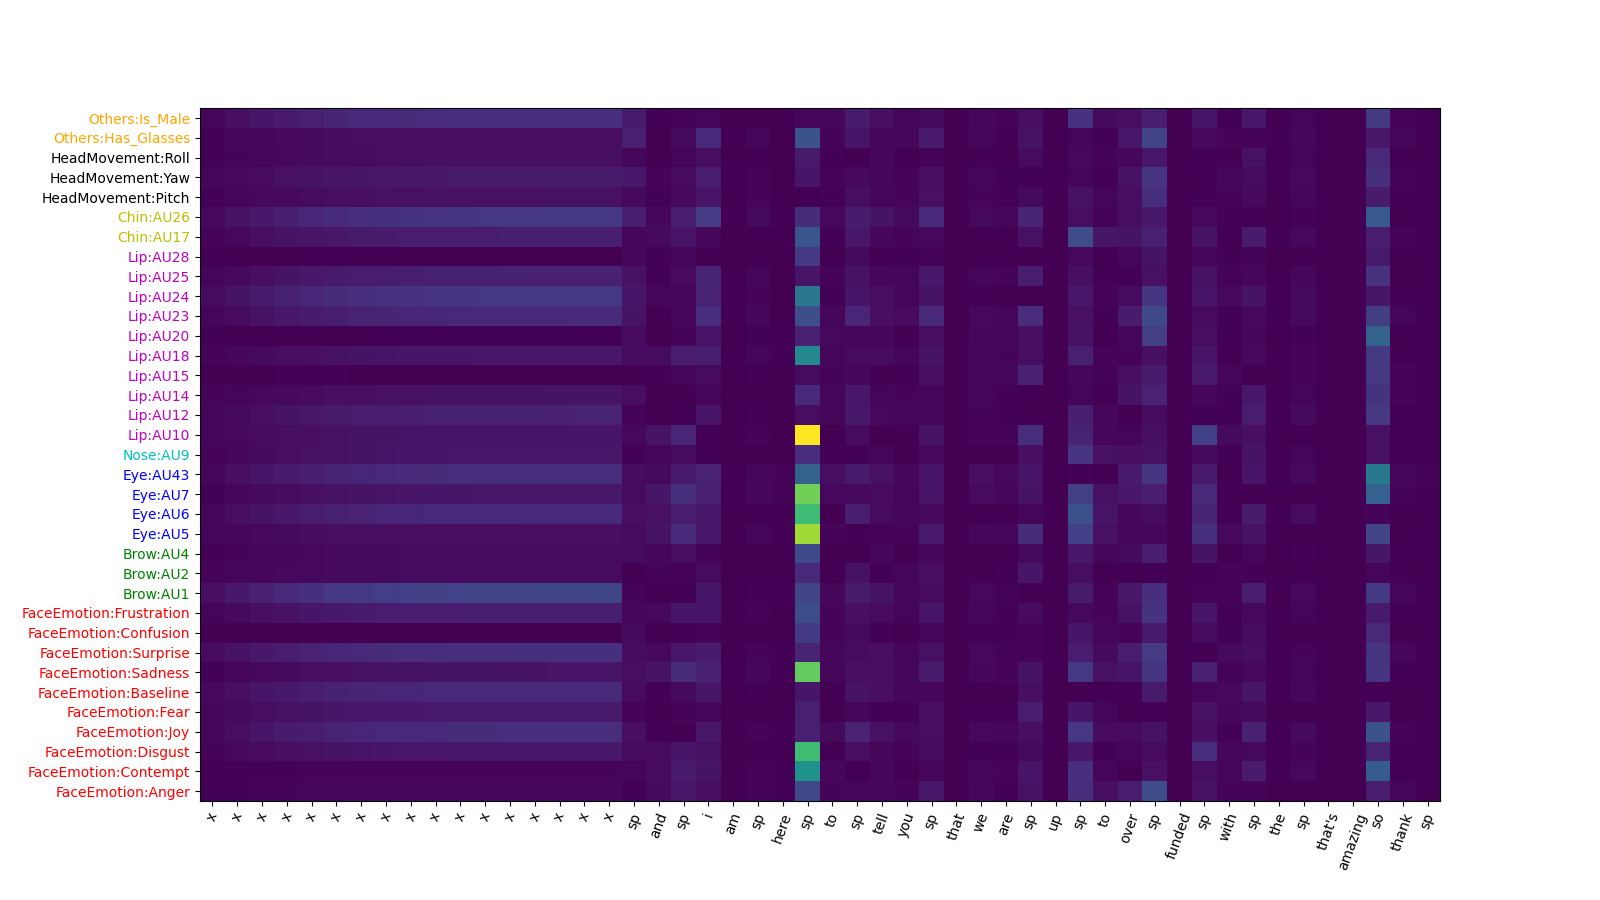 Others:Is_Male
Others:Has_Glasses
HeadMovement:Roll
HeadMovement:Yaw
HeadMovement:Pitch
Chin:AU26
Chin:AU17
Lip:AU28
Lip:AU25
Lip:AU24
Lip:AU23
Lip:AU20
Lip:AU18
Lip:AU15
Lip:AU14
Lip:AU12
Lip:AU10
Nose:AU9
Eye:AU43
Eye:AU7
Eye:AU6
Eye:AU5
Brow:AU4
Brow:AU2
Brow:AU1
FaceEmotion:Frustration
FaceEmotion:Confusion
FaceEmotion:Surprise
FaceEmotion:Sadness
FaceEmotion:Baseline
FaceEmotion:Fear
FaceEmotion:Joy
FaceEmotion:Disgust
FaceEmotion:Contempt
FaceEmotion:Anger
x x x x x x x x x x x x x x x x x sp and sp i am sp here sp to sp tell you sp that we are sp up sp to over sp funded sp with sp the sp that's amazing so thank sp